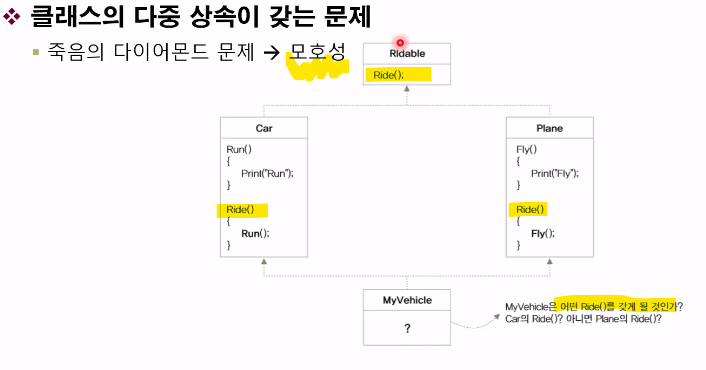 클래스의 다중 상속이 갖는 문제
죽음의 다이어몬드 문제 → 모호성
Ridable
Ride();
Car
Run()
{
Print("Run");
}
Ride()
{
Run();
}
Plane
Fly()
{
Print("Fly");
}
Ride()
{
Fly();
}
MyVehicle
?
MyVehicle은 어떤 Ride()를 갖게 될 것인가?
Car의 Ride()? 아니면 Plane의 Ride()?